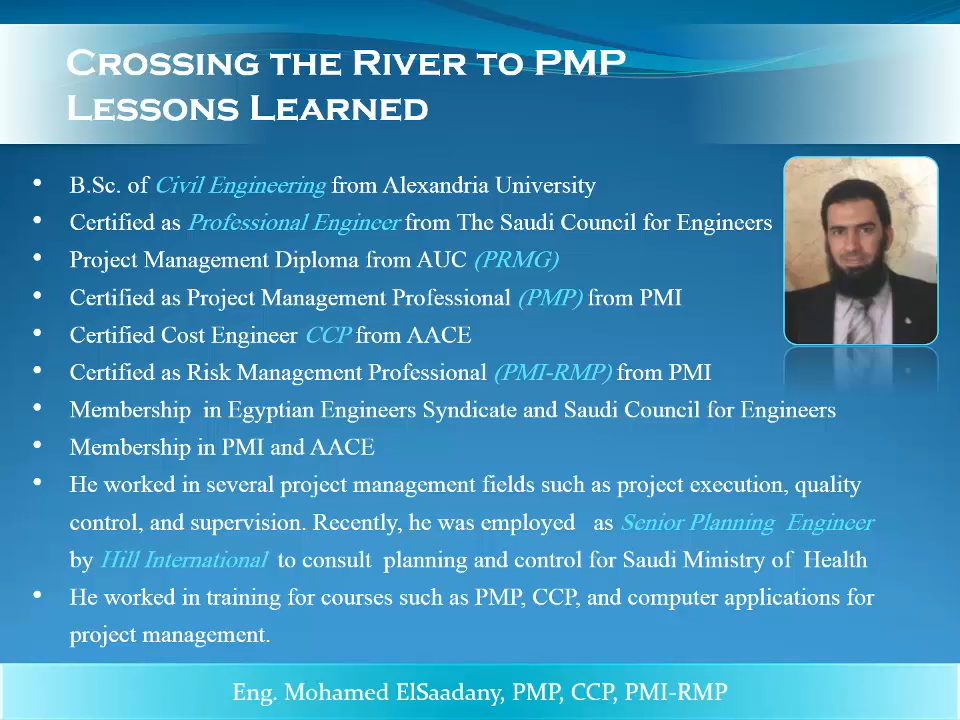 Crossing the River to PMP
Lessons Learned
• B.Sc. of Civil Engineering from Alexandria University
• Certified as Professional Engineer from The Saudi Council for Engineers
• Project Management Diploma from AUC (PRMG)
• Certified as Project Management Professional (PMP) from PMI
• Certified Cost Engineer CCP from AACE
• Certified as Risk Management Professional (PMI-RMP) from PMI
• Membership in Egyptian Engineers Syndicate and Saudi Council for Engineers
• Membership in PMI and AACE
• He worked in several project management fields such as project execution, quality
control, and supervision. Recently, he was employed as Senior Planning Engineer
by Hill International to consult planning and control for Saudi Ministry of Health
• He worked in training for courses such as PMP, CCP, and computer applications for
project management.
Eng. Mohamed ElSaadany, PMP, CCP, PMI-RMP